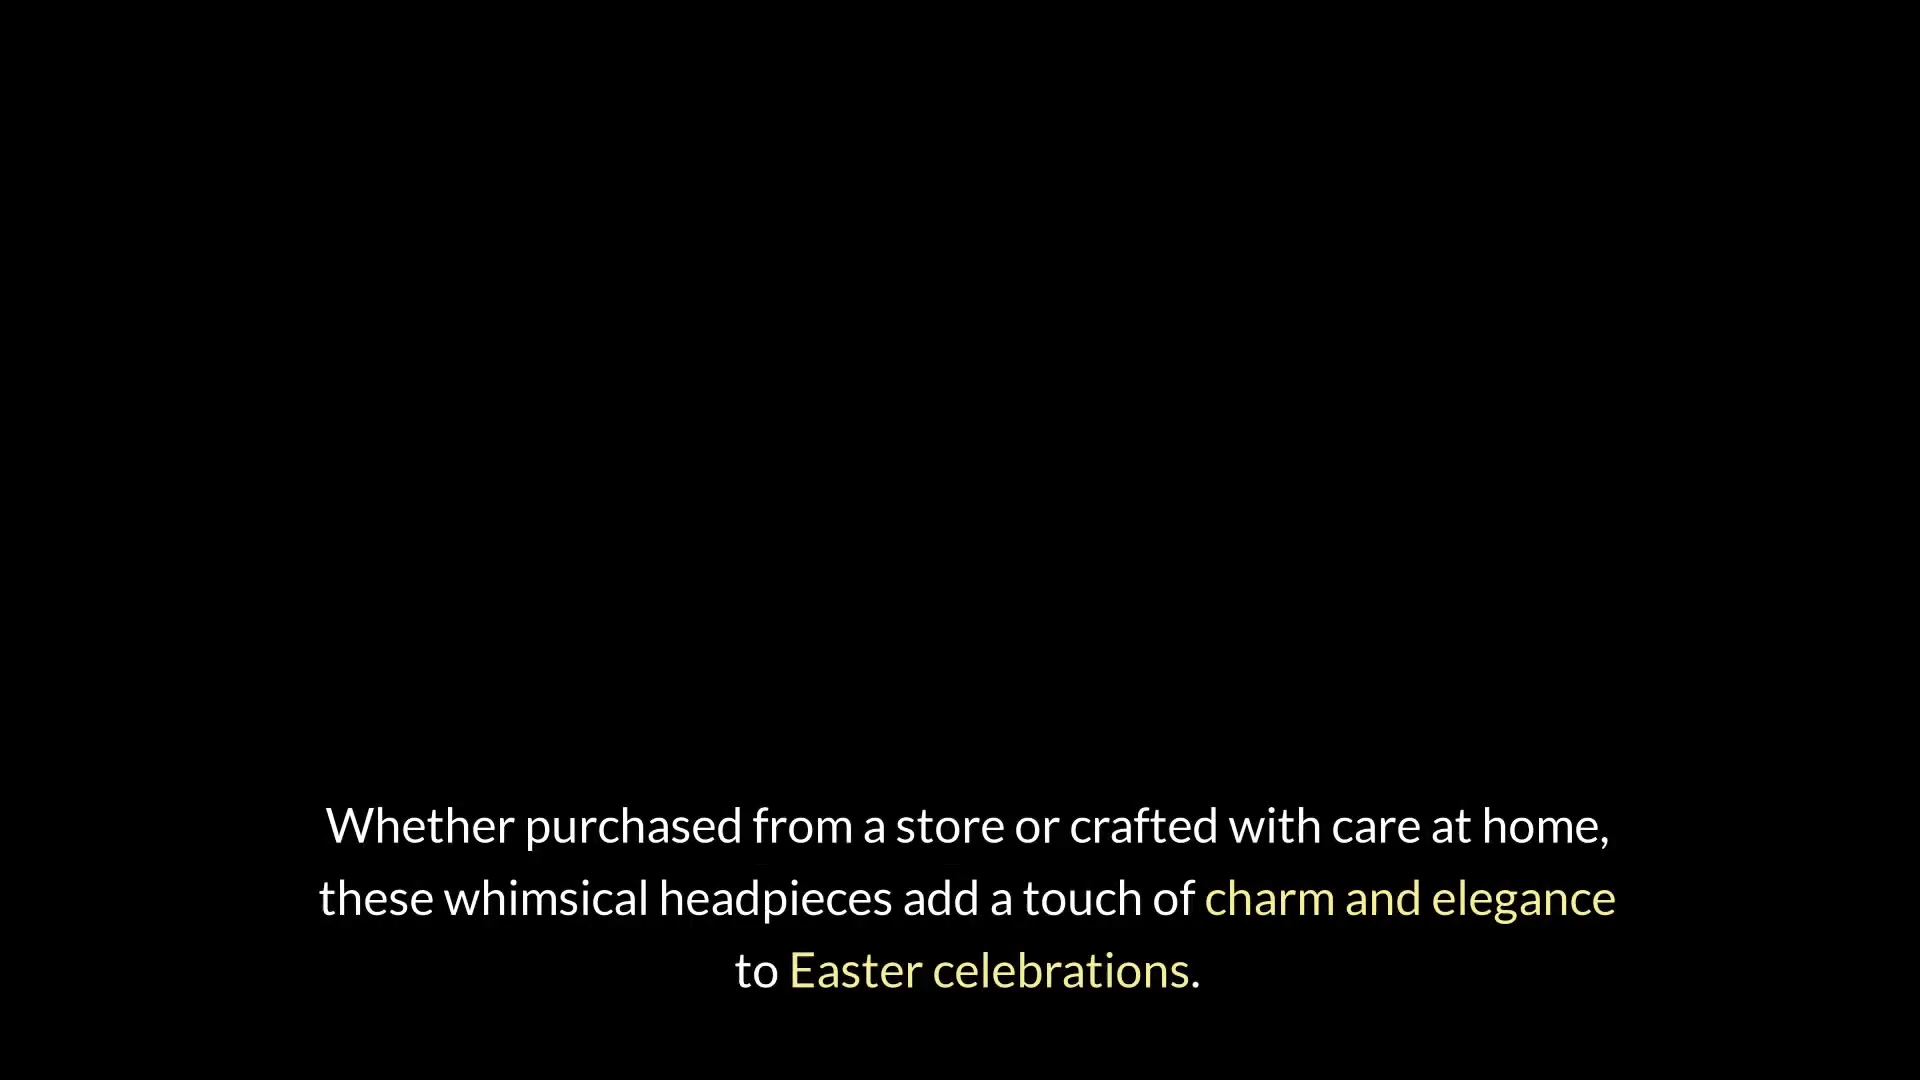 Whether purchased from a store or crafted with care at home,
these whimsical headpieces add a touch of charm and elegance
to Easter celebrations.